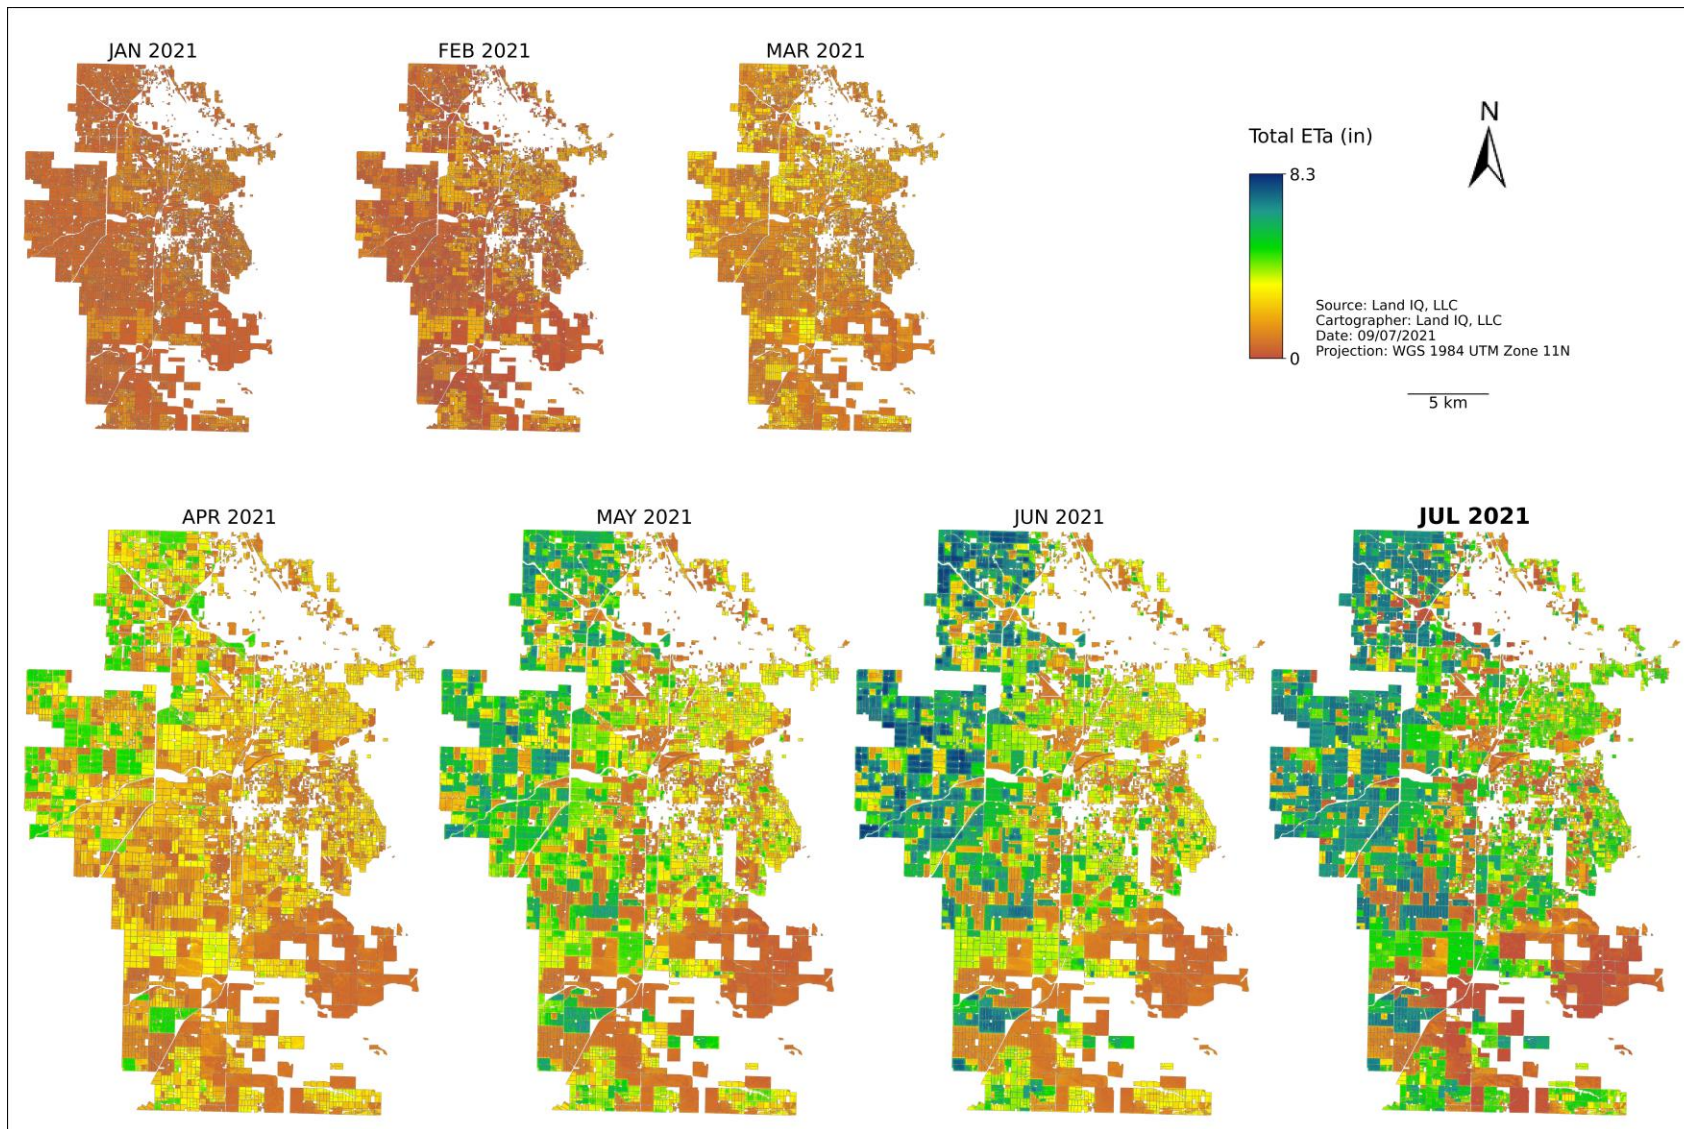 JAN 2021
FEB 2021
MAR 2021
N
Total ETa (in)
8.3
0
Source: Land IQ, LLC
Cartographer: Land IQ, LLC
Date: 09/07/2021
Projection: WGS 1984 UTM Zone 11N
5 km
APR 2021
MAY 2021
JUN 2021
JUL 2021